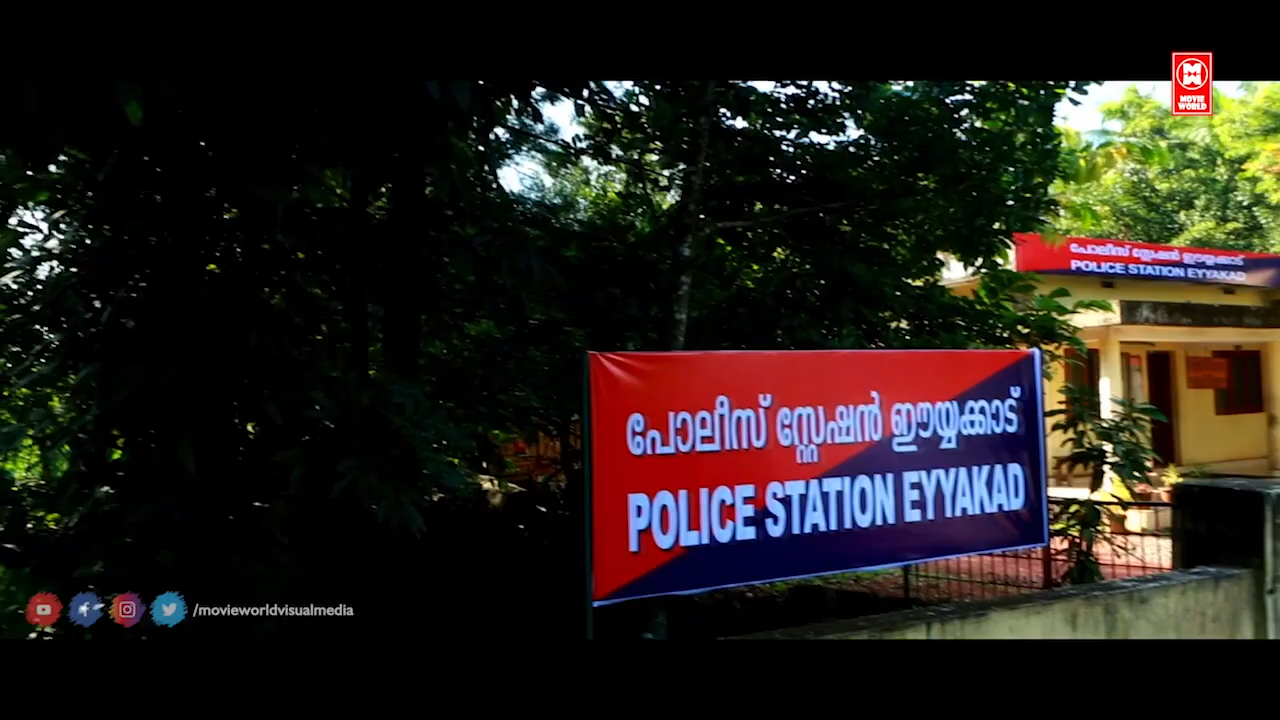 MOVIE
WORLD
പോലീസ് സ്റ്റേഷൻ ഈയ്യക്കാട്
POLICE STATION EYYAKAD
പോലീസ് സ്റ്റേഷൻ ഈയ്യക്കാട്
POLICE STATION EYYAKAD
/movieworldvisualmedia